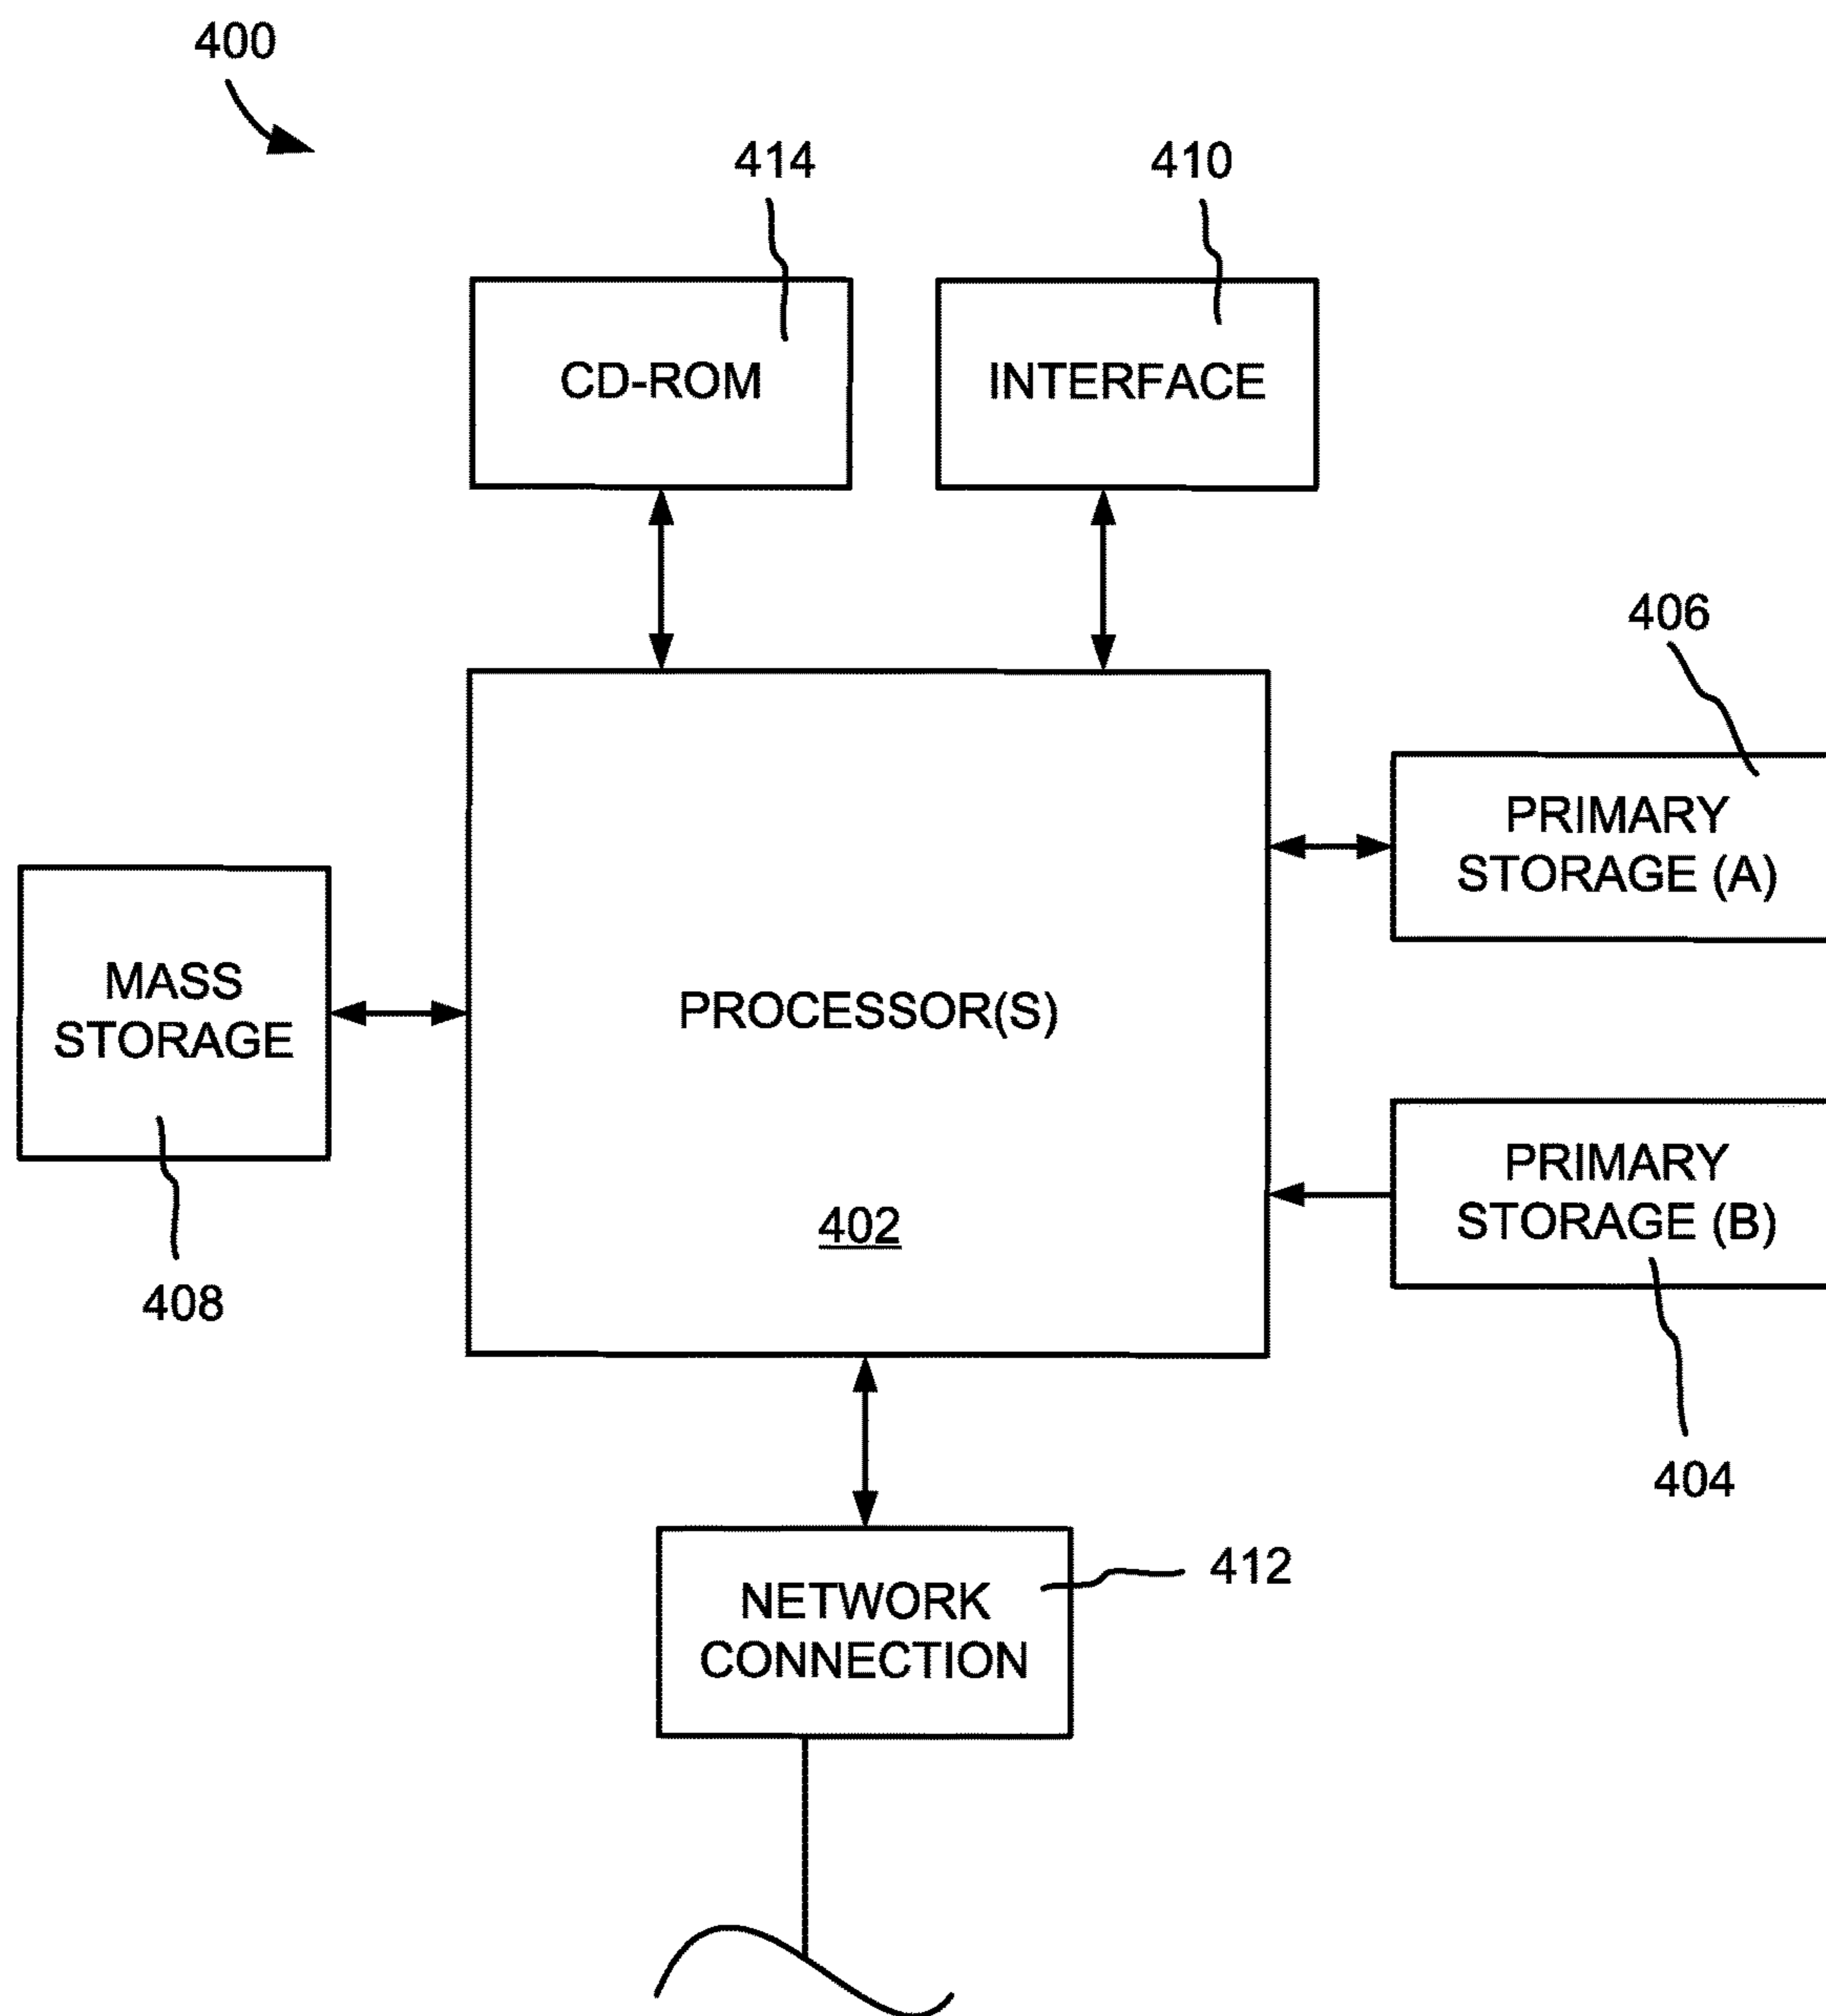 400
414
410
CD-ROM
INTERFACE
406
PRIMARY
STORAGE (A)
MASS
STORAGE
PROCESSOR(S)
PRIMARY
STORAGE (B)
402
408
404
412
NETWORK
CONNECTION